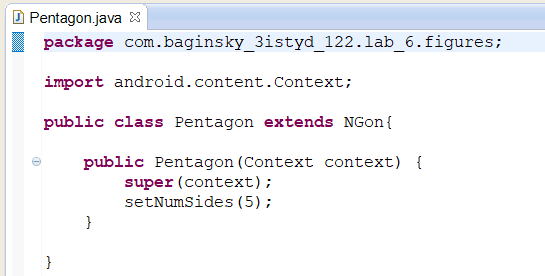 Pentagon.java
package com.baginsky_3istyd_122.lab_6.figures;
import android.content.Context;
public class Pentagon extends NGon{
public Pentagon(Context context) {
super(context);
setNumSides(5);
}
}